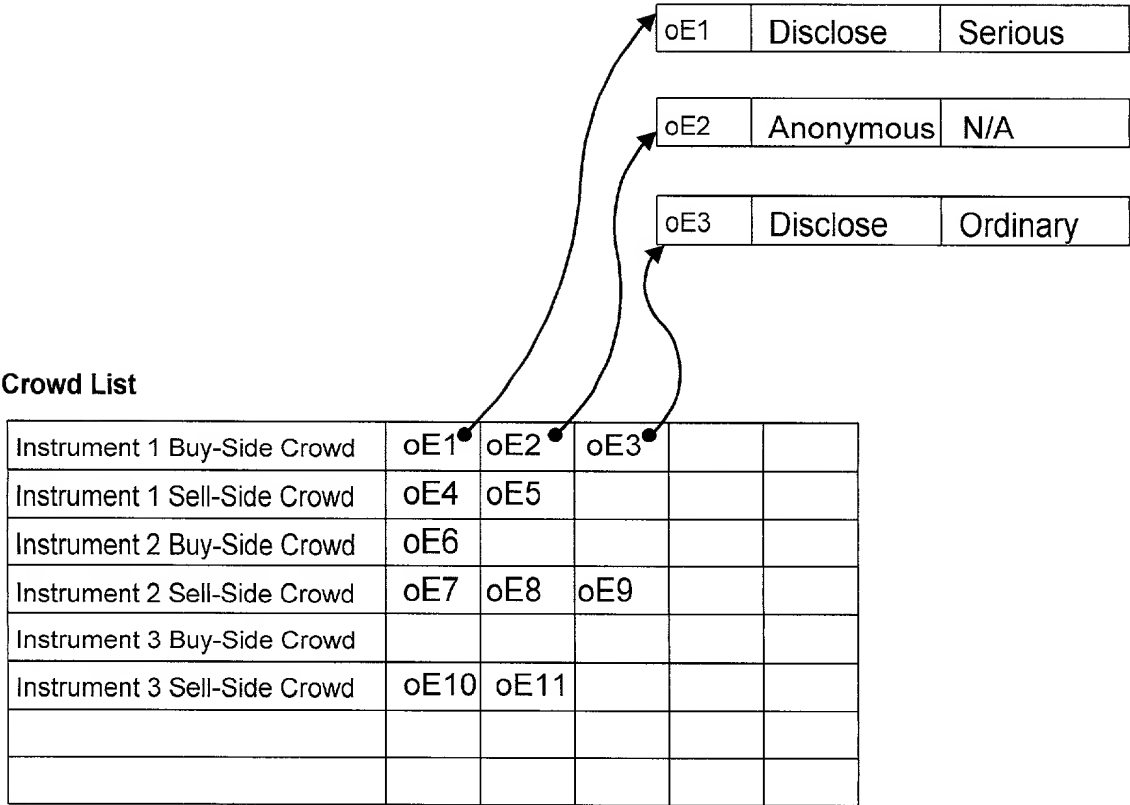 oE1 Disclose Serious
oE2 Anonymous N/A
oE3 Disclose Ordinary
Crowd List
Instrument 1 Buy-Side Crowd oE1 oE2 oE3
Instrument 1 Sell-Side Crowd oE4 oE5
Instrument 2 Buy-Side Crowd oE6
Instrument 2 Sell-Side Crowd oE7 oE8 oE9
Instrument 3 Buy-Side Crowd
Instrument 3 Sell-Side Crowd oE10 oE11